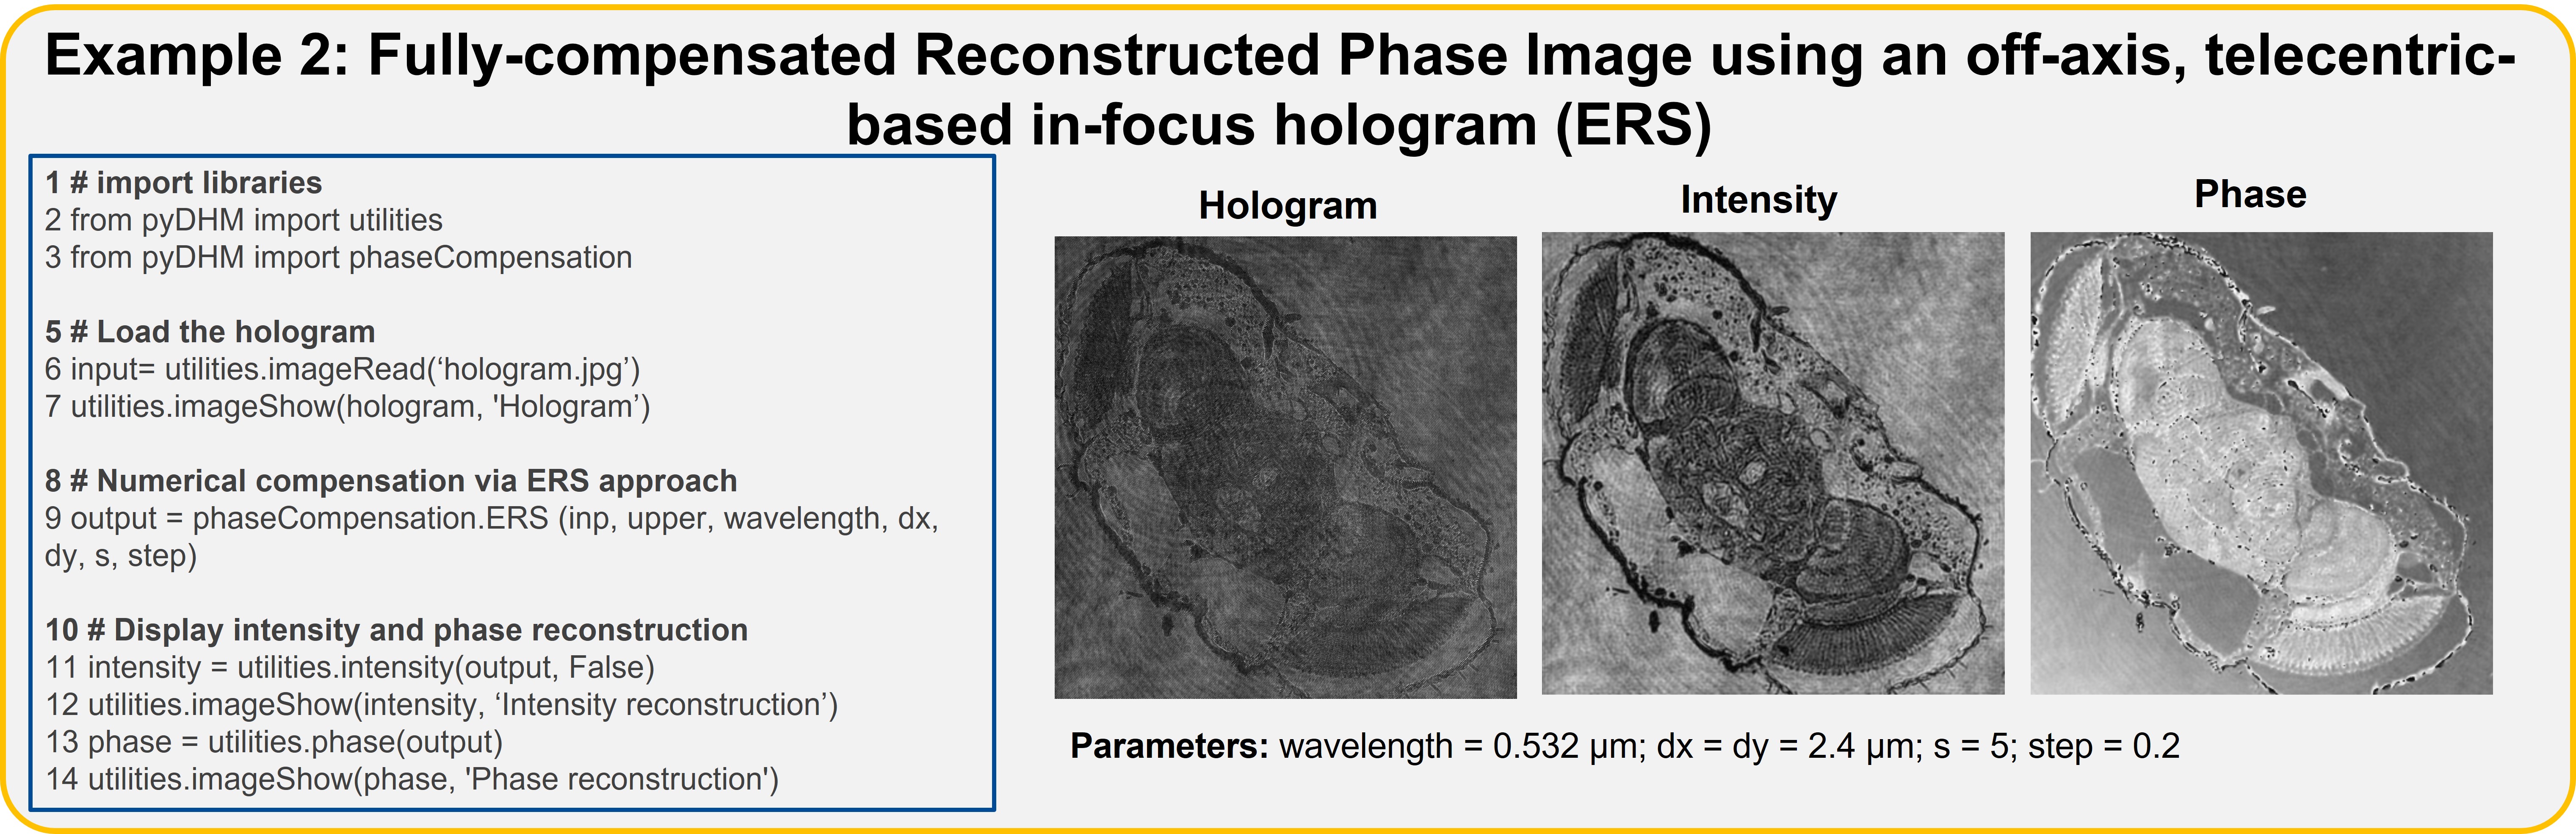 Example 2: Fully-compensated Reconstructed Phase Image using an off-axis, telecentric-
based in-focus hologram (ERS)
1 # import libraries
2 from pyDHM import utilities
3 from pyDHM import phaseCompensation
5 # Load the hologram
6 input= utilities.imageRead(‘hologram.jpg’)
7 utilities.imageShow(hologram, 'Hologram’)
8 # Numerical compensation via ERS approach
9 output = phaseCompensation.ERS (inp, upper, wavelength, dx,
dy, s, step)
10 # Display intensity and phase reconstruction
11 intensity = utilities.intensity(output, False)
12 utilities.imageShow(intensity, ‘Intensity reconstruction’)
13 phase = utilities.phase(output)
14 utilities.imageShow(phase, 'Phase reconstruction')
Hologram
Intensity
Phase
Parameters: wavelength = 0.532 µm; dx = dy = 2.4 µm; s = 5; step = 0.2